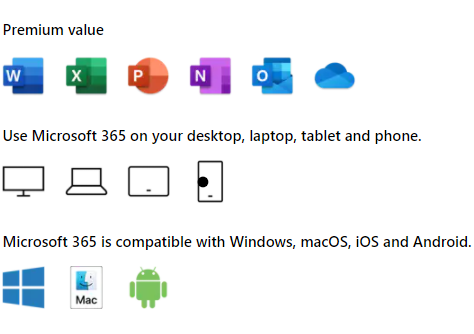 Premium value
W X P N O
Use Microsoft 365 on your desktop, laptop, tablet and phone.
Microsoft 365 is compatible with Windows, macOS, iOS and Android.
Mac